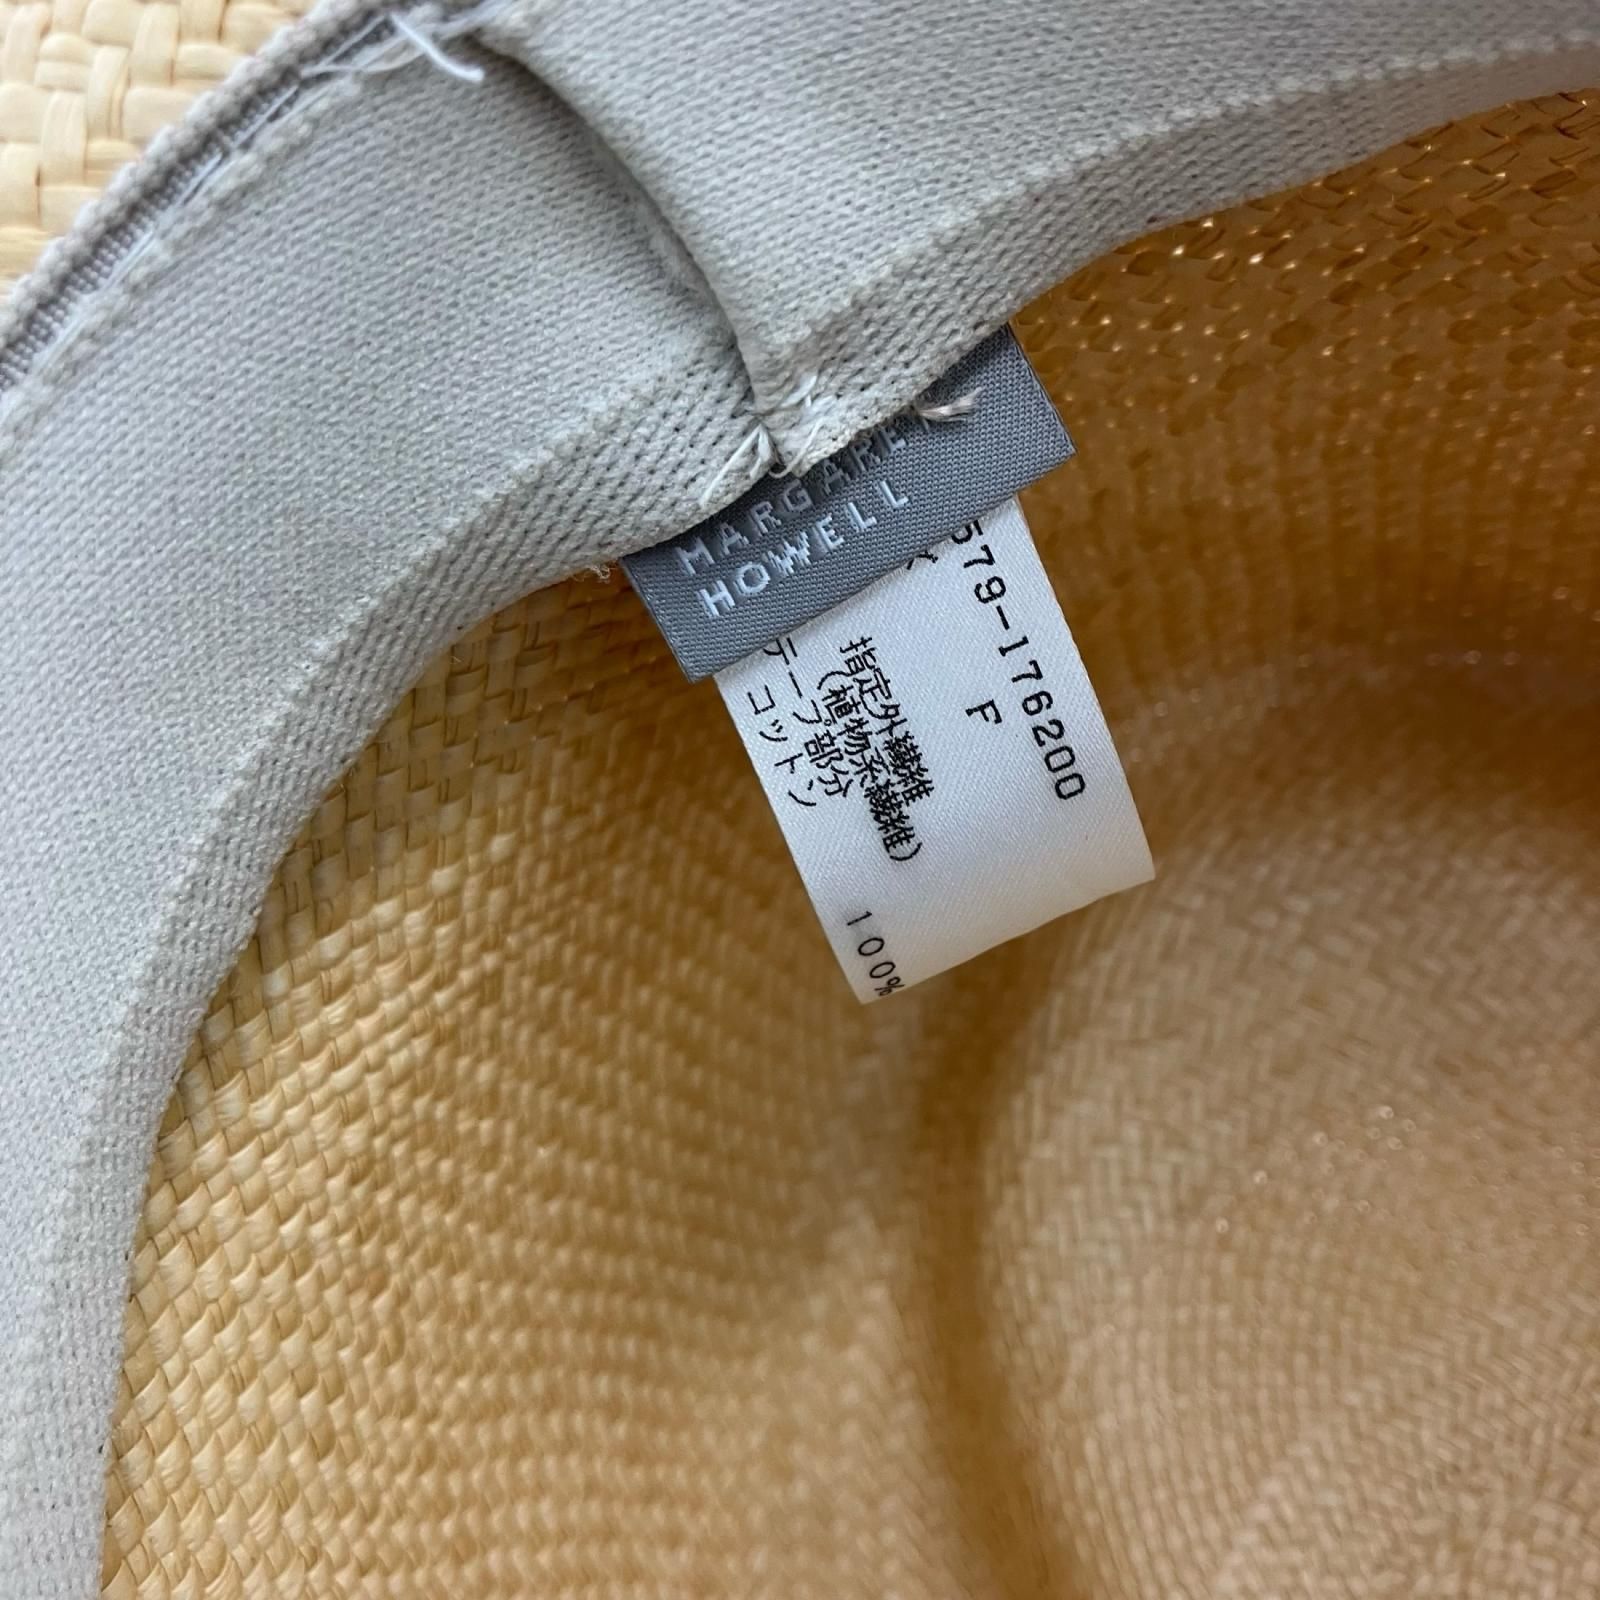 MARGARET
HOWELL
579-176200
F
指定外繊維
(植物系繊維)
テープ部分
コットン
100%